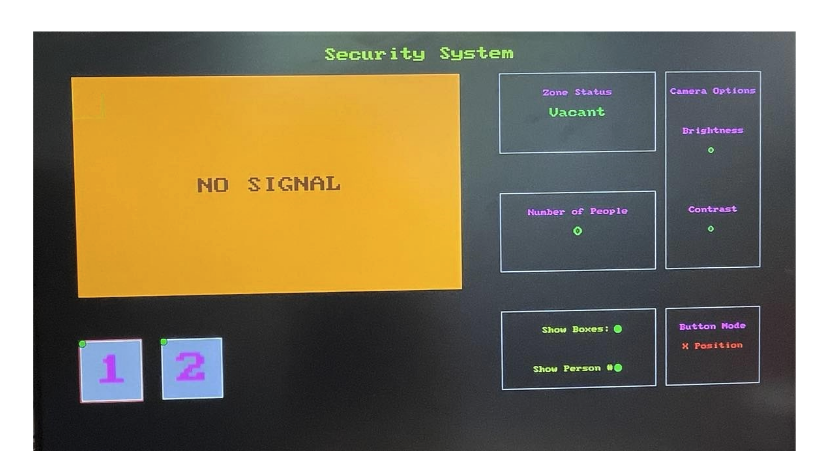 Security System
NO SIGNAL
Zone Status
Vacant
Number of People
0
Show Boxes:
Show Person #
Camera Options
Brightness
0
Contrast
0
Button Mode
X Position
1
2